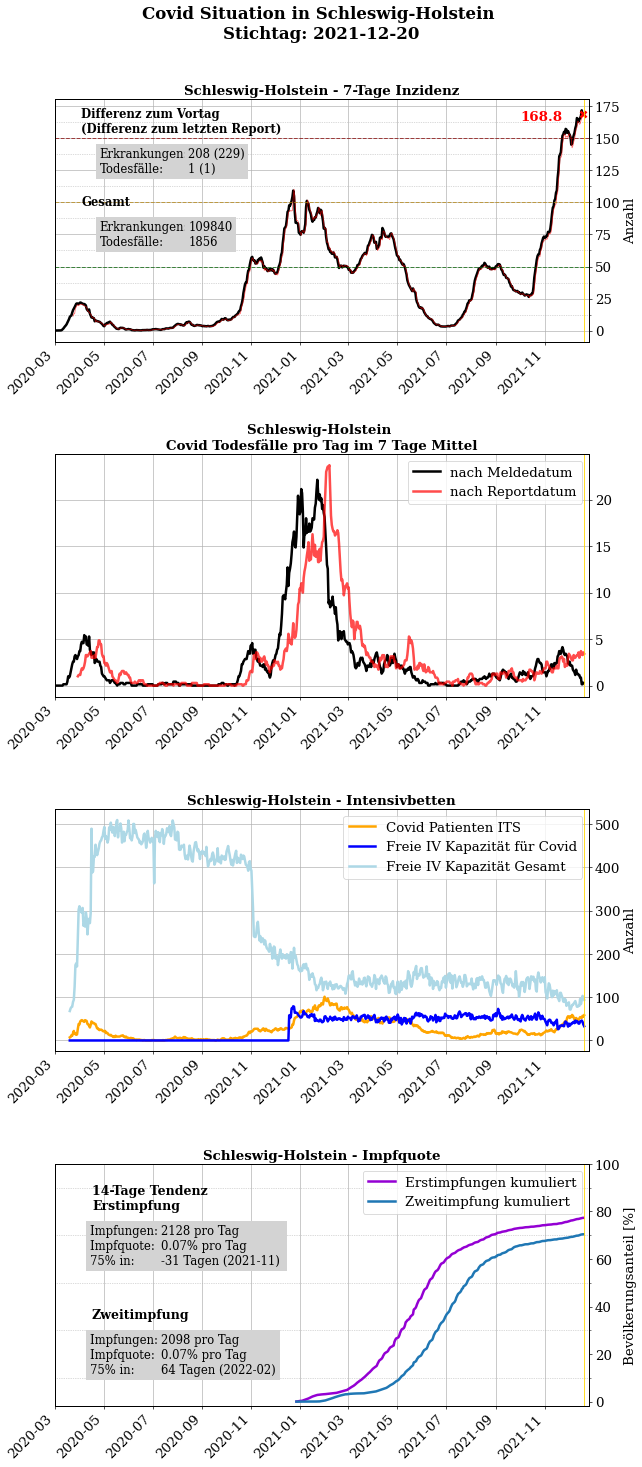 Covid Situation in Schleswig-Holstein
Stichtag: 2021-12-20
Schleswig-Holstein - 7-Tage Inzidenz
Differenz zum Vortag
(Differenz zum letzten Report)
Erkrankungen 208 (229)
Todesfälle: 1 (1)
Gesamt
Erkrankungen 109840
Todesfälle: 1856
168.8
175
150
125
100
75
50
25
0
Anzahl
2020-03
2020-05
2020-07
2020-09
2020-11
2021-01
2021-03
2021-05
2021-07
2021-09
2021-11
Schleswig-Holstein
Covid Todesfälle pro Tag im 7 Tage Mittel
nach Meldedatum
nach Reportdatum
20
15
10
5
0
2020-03
2020-05
2020-07
2020-09
2020-11
2021-01
2021-03
2021-05
2021-07
2021-09
2021-11
Schleswig-Holstein - Intensivbetten
Covid Patienten ITS
Freie IV Kapazität für Covid
Freie IV Kapazität Gesamt
500
400
300
200
100
0
Anzahl
2020-03
2020-05
2020-07
2020-09
2020-11
2021-01
2021-03
2021-05
2021-07
2021-09
2021-11
Schleswig-Holstein - Impfquote
Erstimpfungen kumuliert
Zweitimpfung kumuliert
14-Tage Tendenz
Erstimpfung
Impfungen: 2128 pro Tag
Impfquote: 0.07% pro Tag
75% in: -31 Tagen (2021-11)
Zweitimpfung
Impfungen: 2098 pro Tag
Impfquote: 0.07% pro Tag
75% in: 64 Tagen (2022-02)
100
80
60
40
20
0
Bevölkerungsanteil [%]
2020-03
2020-05
2020-07
2020-09
2020-11
2021-01
2021-03
2021-05
2021-07
2021-09
2021-11